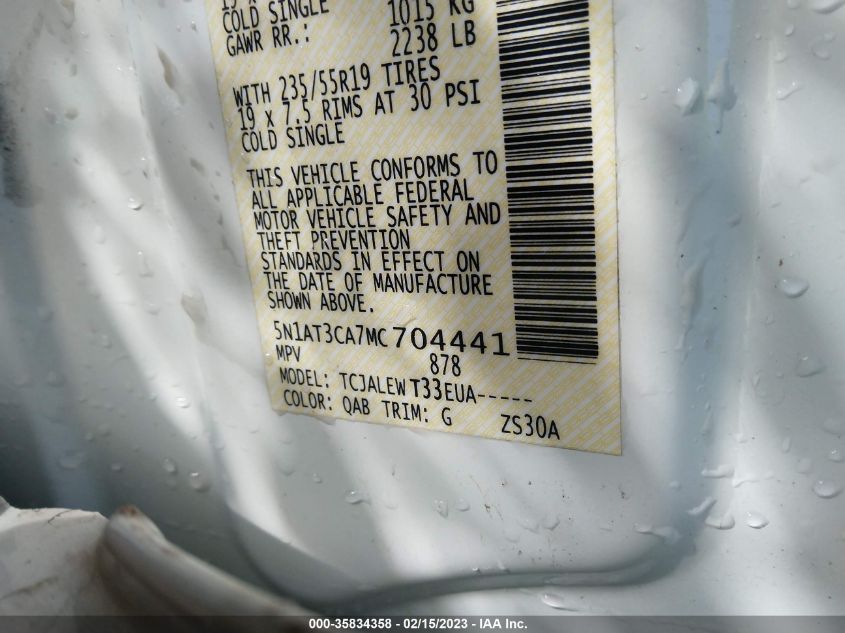 COLD SINGLE 1015 KG
GAWR RR.: 2238 LB
WITH 235/55R19 TIRES
19 X 7.5 RIMS AT 30 PSI
COLD SINGLE
THIS VEHICLE CONFORMS TO
ALL APPLICABLE FEDERAL
MOTOR VEHICLE SAFETY AND
THEFT PREVENTION
STANDARDS IN EFFECT ON
THE DATE OF MANUFACTURE
SHOWN ABOVE.
5N1AT3CA7MC704441
MPV 878
MODEL: TCJALEWT33EUA-----
COLOR: QAB TRIM: G ZS30A
000-35834358 - 02/15/2023 - IAA Inc.